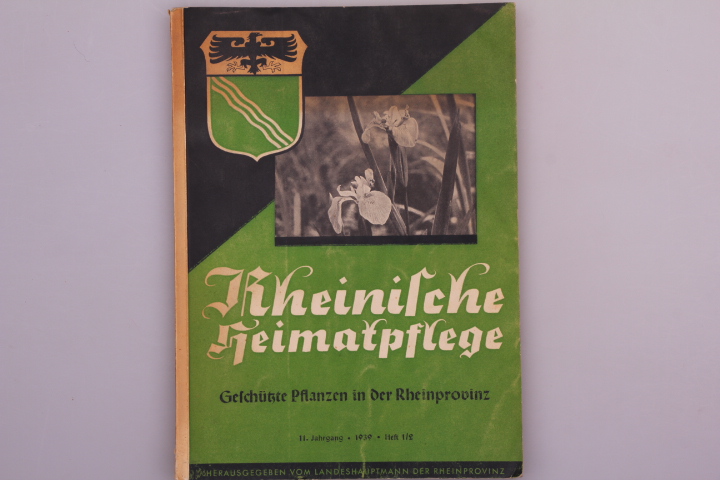 Rheinische
Heimatpflege
Geschützte Pflanzen in der Rheinprovinz
11. Jahrgang • 1939 • Heft 1/2
HERAUSGEGEBEN VOM LANDESHAUPTMANN DER RHEINPROVINZ